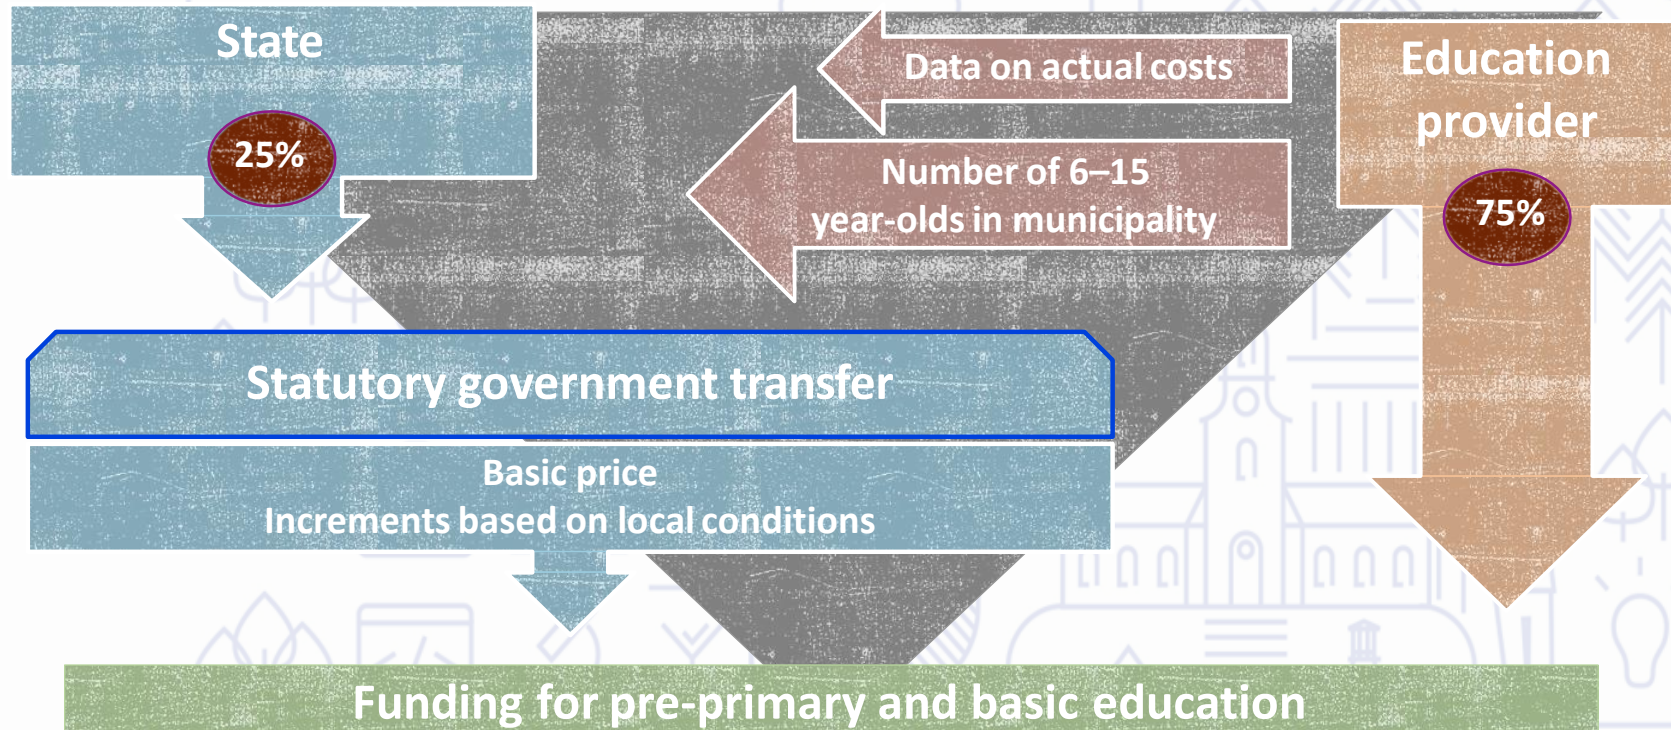 State
25%
Data on actual costs
Number of 6–15
year-olds in municipality
Education
provider
75%
Statutory government transfer
Basic price
Increments based on local conditions
Funding for pre-primary and basic education